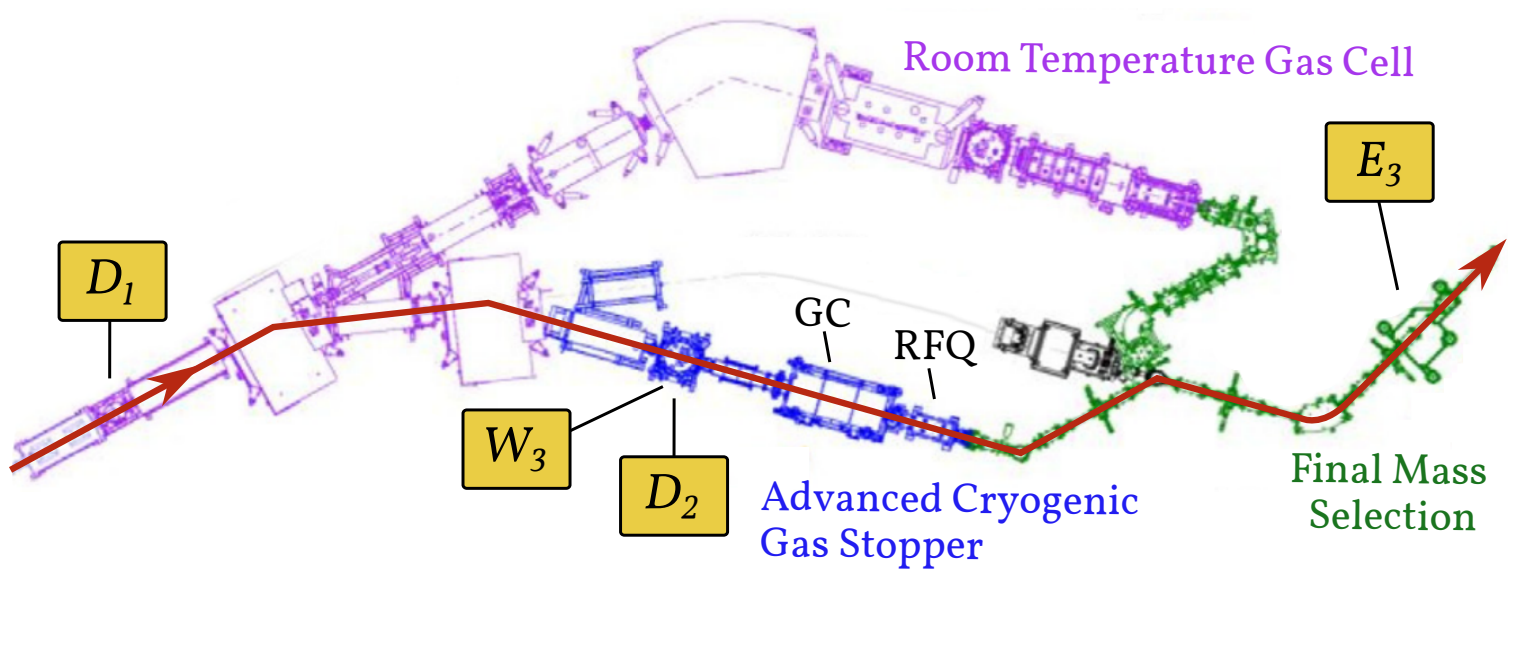 Room Temperature Gas Cell
E3
D1
GC
RFQ
W3
D2
Advanced Cryogenic
Gas Stopper
Final Mass
Selection